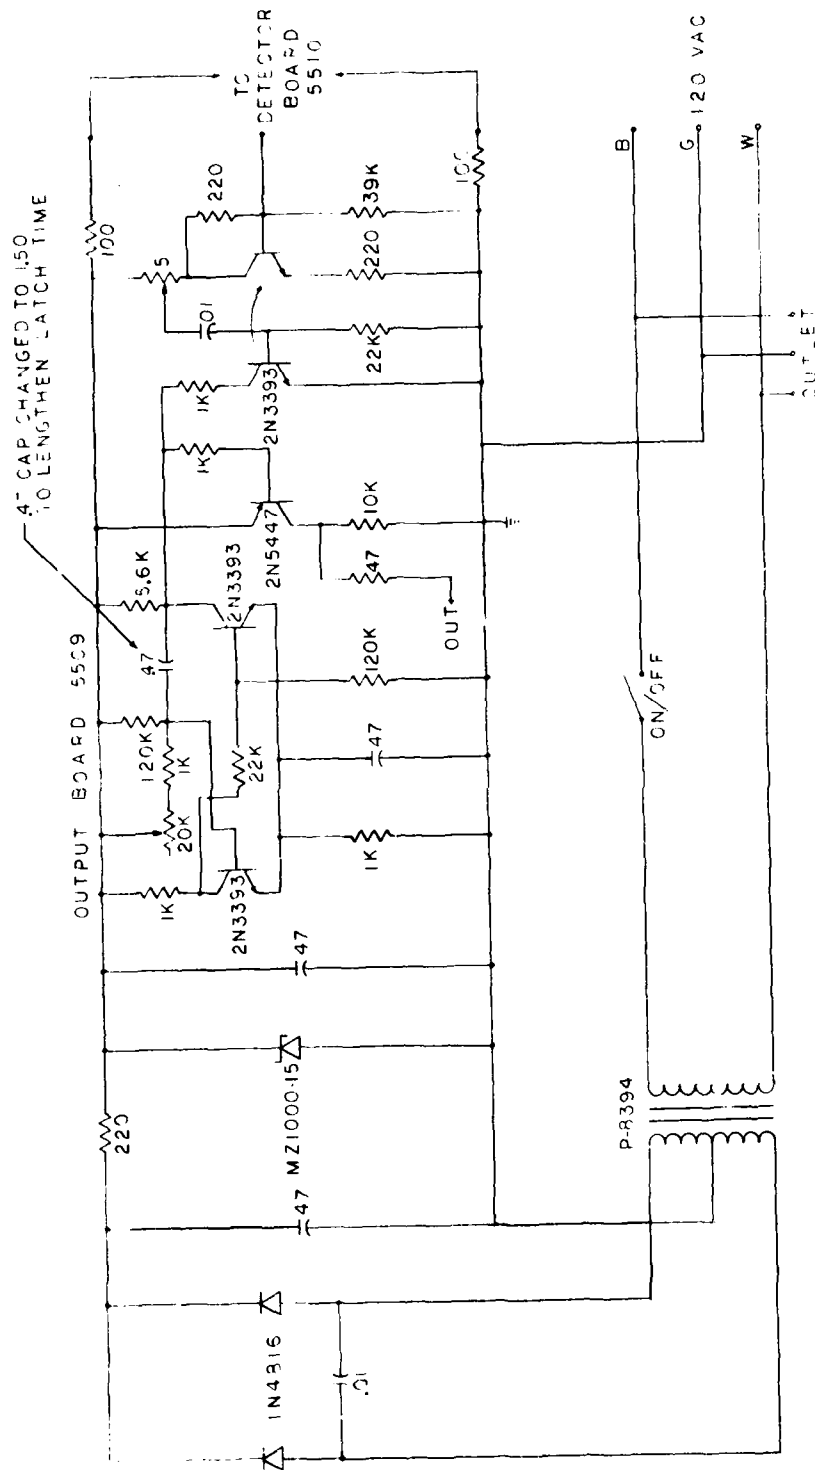 .47 CAP CHANGED TO 1.50
TO LENGTHEN LATCH TIME
OUTPUT BOARD 5509
220
1K
20K
1K
120K
.47
5.6K
1K
1K
.01
5
220
100
TO
DETECTOR
BOARD
5510
2N3393
22K
2N3393
2N5447
2N3393
1N4816
.47
MZ1000-15
.47
1K
.47
120K
47
10K
22K
220
39K
100
OUT
.01
P-8394
ON/OFF
B
G
W
120 VAC